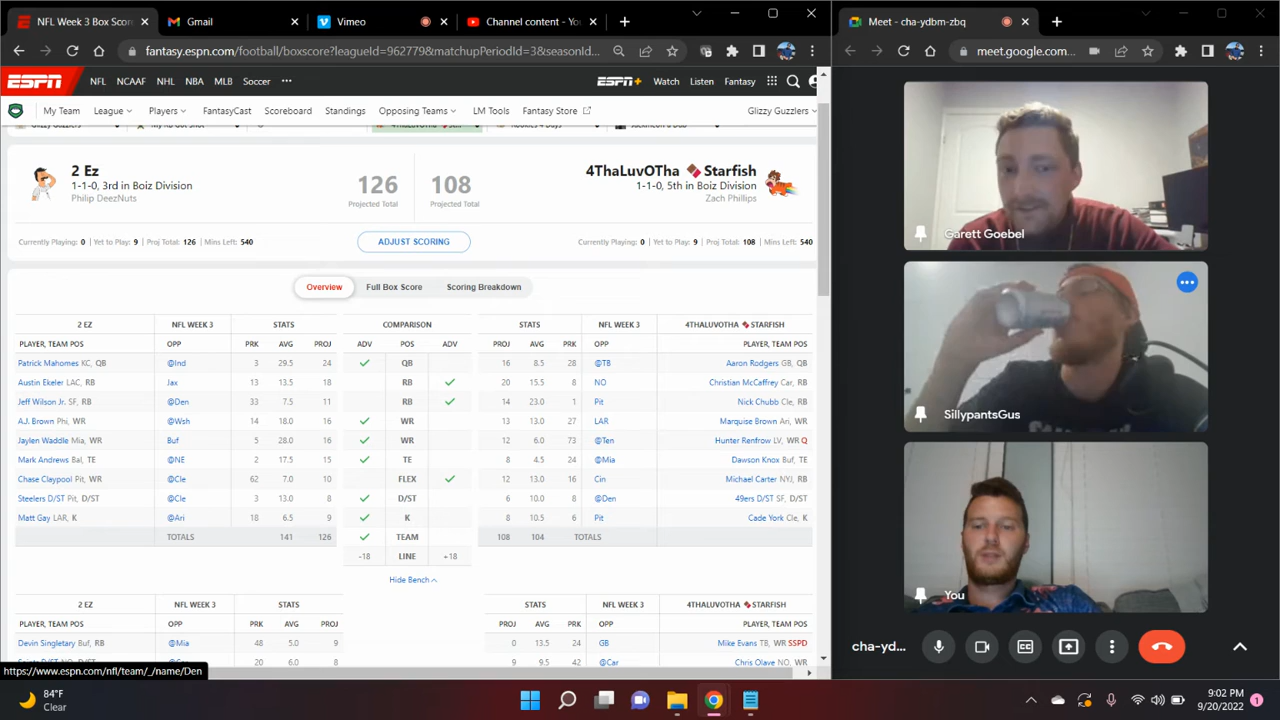 NFL Week 3 Box Scor
Gmail
Vimeo
Channel content - Yo
Meet - cha-ydbm-zbq
fantasy.espn.com/football/boxscore?leagueId=962779&matchupPeriodId=3&seasonI...
meet.google.com...
ESPN
NFL NCAAF NHL NBA MLB Soccer
ESPN+ Watch Listen Fantasy
My Team League Players FantasyCast Scoreboard Standings Opposing Teams LM Tools Fantasy Store Glizzy Guzzlers
2 Ez
1-1-0, 3rd in Boiz Division
Philip DeezNuts
126
Projected Total
108
Projected Total
4ThaLuvOTha 🍫Starfish
1-1-0, 5th in Boiz Division
Zach Phillips
Currently Playing: 0 Yet to Play: 9 Proj Total: 126 Mins Left: 540
ADJUST SCORING
Currently Playing: 0 Yet to Play: 9 Proj Total: 108 Mins Left: 540
Overview Full Box Score Scoring Breakdown
2 EZ NFL WEEK 3 STATS COMPARISON STATS NFL WEEK 3 4THALUVOTHA 🍫STARFISH
PLAYER, TEAM POS OPP PRK AVG PROJ ADV POS ADV PROJ AVG PRK OPP PLAYER, TEAM POS
Patrick Mahomes KC, QB @Ind 3 29.5 24 QB 16 8.5 28 @TB Aaron Rodgers GB, QB
Austin Ekeler LAC, RB Jax 13 13.5 18 RB 20 15.5 8 NO Christian McCaffrey Car, RB
Jeff Wilson Jr. SF, RB @Den 33 7.5 11 RB 14 23.0 1 Pit Nick Chubb Cle, RB
A.J. Brown Phi, WR @Wsh 14 18.0 16 WR 13 13.0 27 LAR Marquise Brown Ari, WR
Jaylen Waddle Mia, WR Buf 5 28.0 16 WR 12 6.0 73 @Ten Hunter Renfrow LV, WR Q
Mark Andrews Bal, TE @NE 2 17.5 15 TE 8 4.5 24 @Mia Dawson Knox Buf, TE
Chase Claypool Pit, WR @Cle 62 7.0 10 FLEX 12 13.0 16 Cin Michael Carter NYJ, RB
Steelers D/ST Pit, D/ST @Cle 3 13.0 8 D/ST 6 10.0 8 @Den 49ers D/ST SF, D/ST
Matt Gay LAR, K @Ari 18 6.5 9 K 8 10.5 6 Pit Cade York Cle, K
TOTALS 141 126 TEAM 108 104 TOTALS
-18 LINE +18
Hide Bench
2 EZ NFL WEEK 3 STATS STATS NFL WEEK 3 4THALUVOTHA 🍫STARFISH
PLAYER, TEAM POS OPP PRK AVG PROJ PROJ AVG PRK OPP PLAYER, TEAM POS
Devin Singletary Buf, RB @Mia 48 5.0 9 0 13.5 24 GB Mike Evans TB, WR SSPD
20 6.0 8 9 9.5 42 @Car Chris Olave NO, WR
https://www.espn.com/nfl/team/_/name/Den
Garett Goebel
SillypantsGus
You
cha-yd...
84°F
Clear
9:02 PM
9/20/2022
1